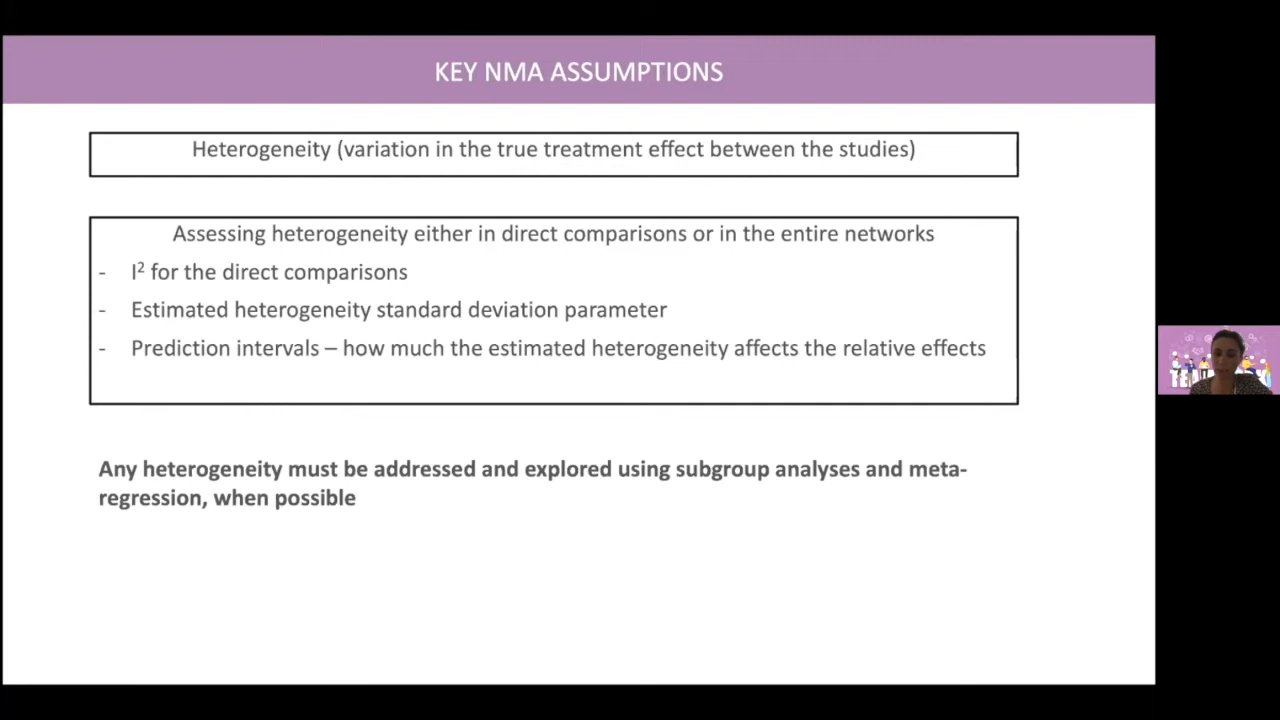 KEY NMA ASSUMPTIONS
Heterogeneity (variation in the true treatment effect between the studies)
Assessing heterogeneity either in direct comparisons or in the entire networks
- I² for the direct comparisons
- Estimated heterogeneity standard deviation parameter
- Prediction intervals – how much the estimated heterogeneity affects the relative effects
Any heterogeneity must be addressed and explored using subgroup analyses and meta-
regression, when possible